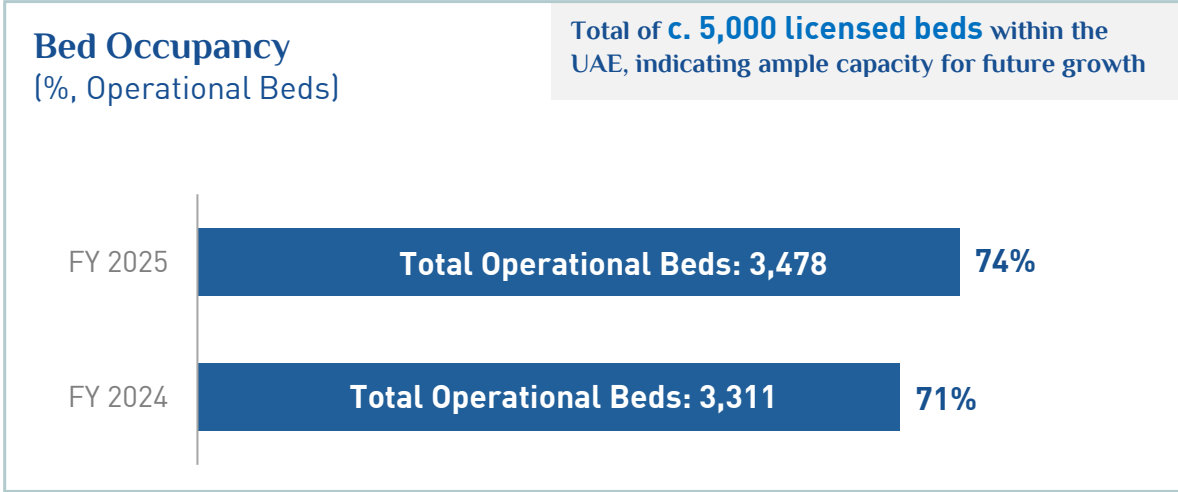 Bed Occupancy
(%, Operational Beds)
Total of c. 5,000 licensed beds within the
UAE, indicating ample capacity for future growth
FY 2025
Total Operational Beds: 3,478
74%
FY 2024
Total Operational Beds: 3,311
71%